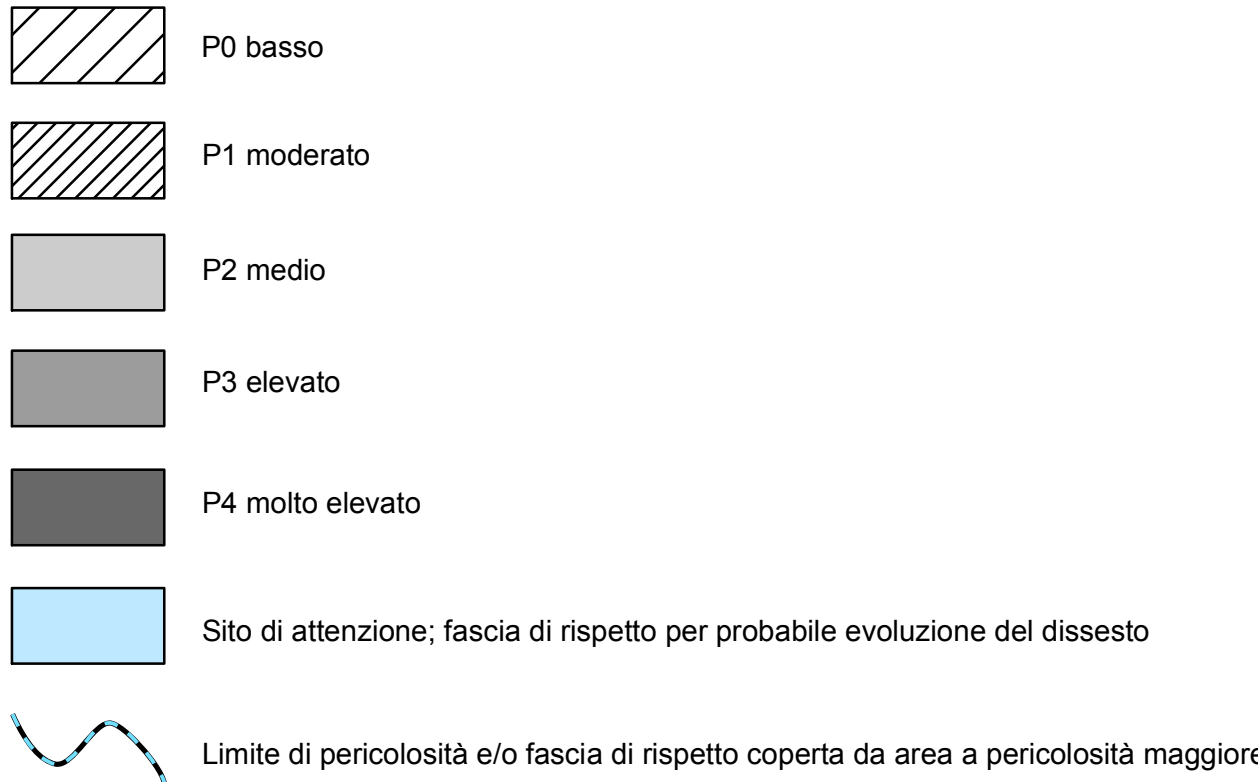 P0 basso
P1 moderato
P2 medio
P3 elevato
P4 molto elevato
Sito di attenzione; fascia di rispetto per probabile evoluzione del dissesto
Limite di pericolosità e/o fascia di rispetto coperta da area a pericolosità maggiore